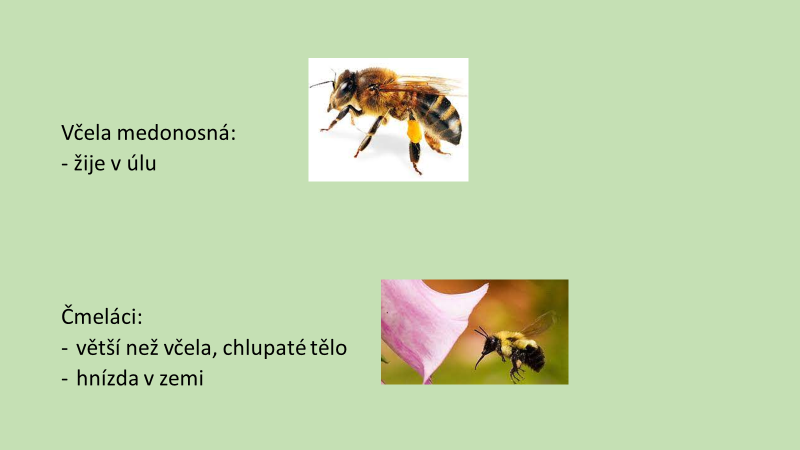 Včela medonosná:
- žije v úlu
Čmeláci:
- větší než včela, chlupaté tělo
- hnízda v zemi